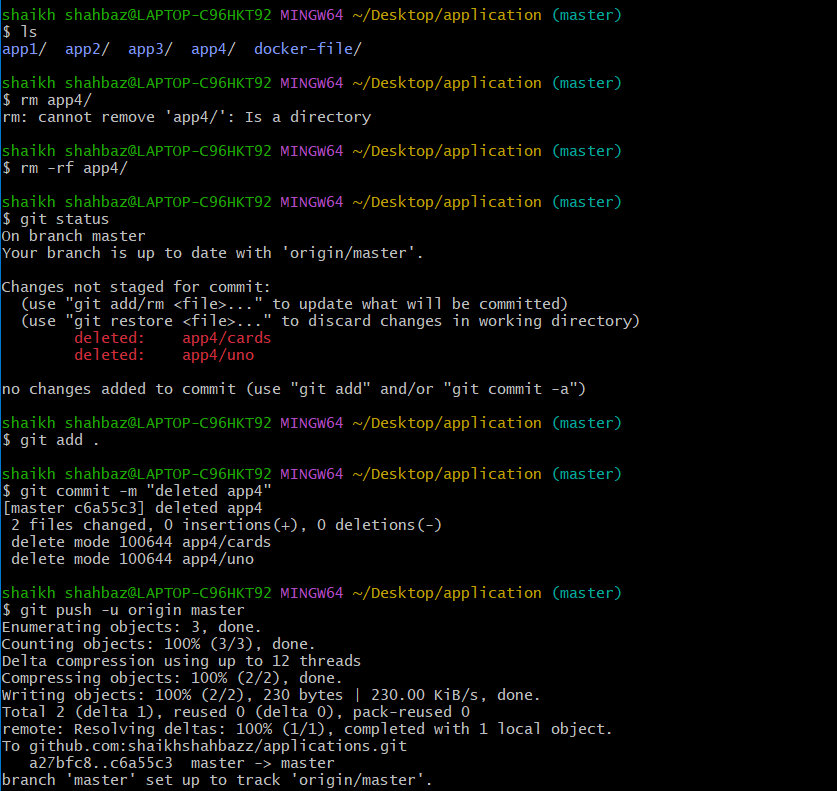 shaikh shahbaz@LAPTOP-C96HKT92 MINGW64 ~/Desktop/application (master)
$ ls
app1/  app2/  app3/  app4/  docker-file/
shaikh shahbaz@LAPTOP-C96HKT92 MINGW64 ~/Desktop/application (master)
$ rm app4/
rm: cannot remove 'app4/': Is a directory
shaikh shahbaz@LAPTOP-C96HKT92 MINGW64 ~/Desktop/application (master)
$ rm -rf app4/
shaikh shahbaz@LAPTOP-C96HKT92 MINGW64 ~/Desktop/application (master)
$ git status
On branch master
Your branch is up to date with 'origin/master'.
Changes not staged for commit:
  (use "git add/rm <file>..." to update what will be committed)
  (use "git restore <file>..." to discard changes in working directory)
        deleted:    app4/cards
        deleted:    app4/uno
no changes added to commit (use "git add" and/or "git commit -a")
shaikh shahbaz@LAPTOP-C96HKT92 MINGW64 ~/Desktop/application (master)
$ git add .
shaikh shahbaz@LAPTOP-C96HKT92 MINGW64 ~/Desktop/application (master)
$ git commit -m "deleted app4"
[master c6a55c3] deleted app4
 2 files changed, 0 insertions(+), 0 deletions(-)
 delete mode 100644 app4/cards
 delete mode 100644 app4/uno
shaikh shahbaz@LAPTOP-C96HKT92 MINGW64 ~/Desktop/application (master)
$ git push -u origin master
Enumerating objects: 3, done.
Counting objects: 100% (3/3), done.
Delta compression using up to 12 threads
Compressing objects: 100% (2/2), done.
Writing objects: 100% (2/2), 230 bytes | 230.00 KiB/s, done.
Total 2 (delta 1), reused 0 (delta 0), pack-reused 0
remote: Resolving deltas: 100% (1/1), completed with 1 local object.
To github.com:shaikhshahbazz/applications.git
   a27bfc8..c6a55c3  master -> master
branch 'master' set up to track 'origin/master'.